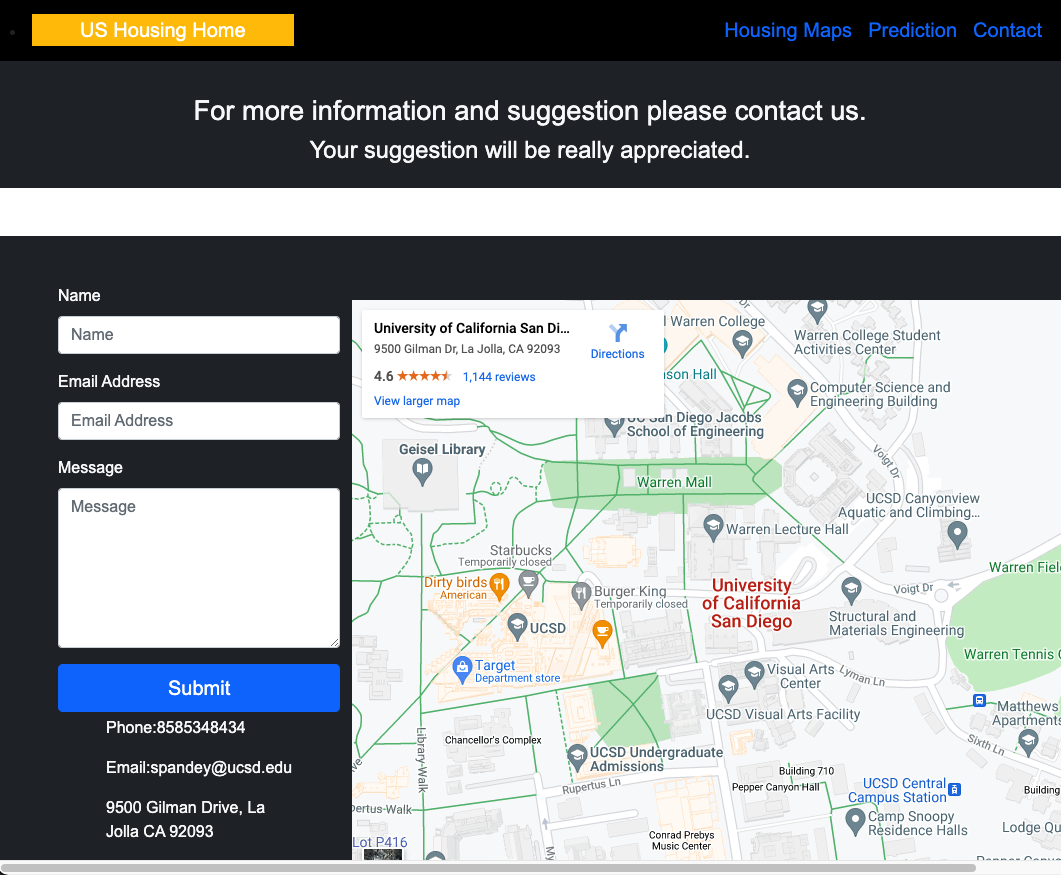 US Housing Home
Housing Maps
Prediction
Contact
For more information and suggestion please contact us.
Your suggestion will be really appreciated.
Name
Name
Email Address
Email Address
Message
Message
Submit
Phone:8585348434
Email:spandey@ucsd.edu
9500 Gilman Drive, La
Jolla CA 92093
University of California San Di...
9500 Gilman Dr, La Jolla, CA 92093
4.6
1,144 reviews
View larger map
Directions
Warren College
Warren College Student
Activities Center
son Hall
Computer Science and
Engineering Building
San Diego Jacobs
School of Engineering
Geisel Library
Voigt Dr
Warren Mall
UCSD Canyonview
Aquatic and Climbing...
Warren Lecture Hall
Starbucks
Temporarily closed
Dirty birds
American
Burger King
Temporarily closed
University
of California
San Diego
Voigt Dr
Warren Fiel
UCSD
Structural and
Materials Engineering
Warren Tennis C
Target
Department store
Visual Arts
Center
Lyman Ln
UCSD Visual Arts Facility
Matthews
Apartments
Library-Walk
Chancellor's Complex
UCSD Undergraduate
Admissions
Sixth Ln
Building 710
Pepper Canyon Hall
Rupertus Ln
UCSD Central
Campus Station
Building
pertus-Walk
Camp Snoopy
Residence Halls
Lodge Qu
Conrad Prebys
Music Center
Lot P416
My
Pepper Canyon